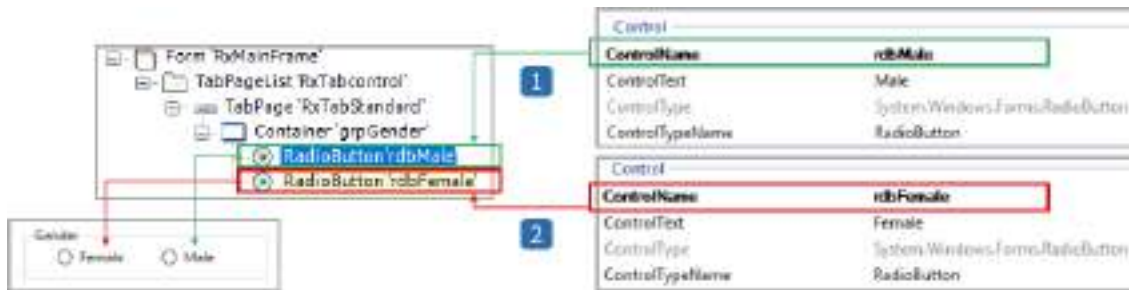 Form 'RxMainFrame'
TabPageList 'RxTabcontrol'
TabPage 'RxTabStandard'
Container 'grpGender'
RadioButton 'rdbMale
RadioButton 'rdbFemale'
Gender
Female Male
1
Control
ControlName rdbMale
ControlText Male
ControlType System.Windows.Forms.RadioButton
ControlTypeName RadioButton
2
Control
ControlName rdbFemale
ControlText Female
ControlType System.Windows.Forms.RadioButton
ControlTypeName RadioButton